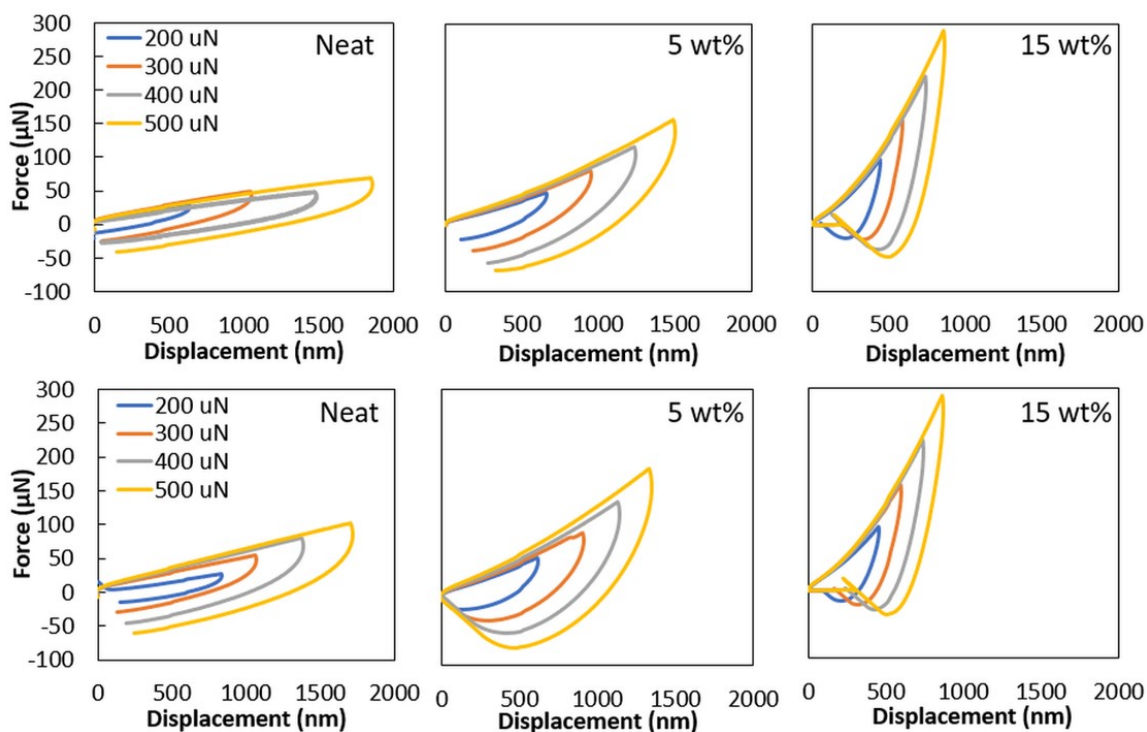 300
250
200
150
100
50
0
-50
-100
Force (µN)
200 uN
300 uN
400 uN
500 uN
Neat
5 wt%
15 wt%
0 500 1000 1500 2000
0 500 1000 1500 2000
0 500 1000 1500 2000
Displacement (nm)
Displacement (nm)
Displacement (nm)
300
250
200
150
100
50
0
-50
-100
Force (µN)
200 uN
300 uN
400 uN
500 uN
Neat
5 wt%
15 wt%
0 500 1000 1500 2000
0 500 1000 1500 2000
0 500 1000 1500 2000
Displacement (nm)
Displacement (nm)
Displacement (nm)